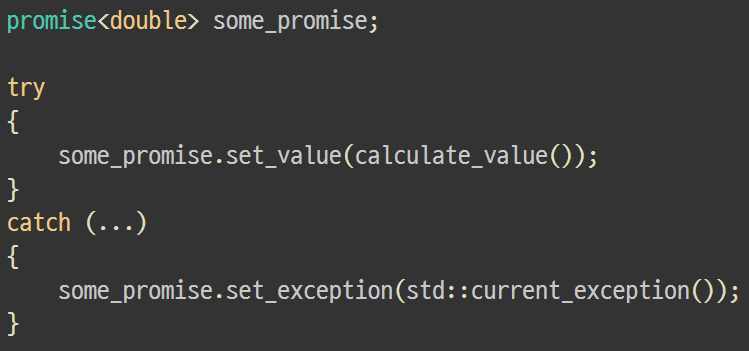 promise<double> some_promise;
try
{
    some_promise.set_value(calculate_value());
}
catch (...)
{
    some_promise.set_exception(std::current_exception());
}